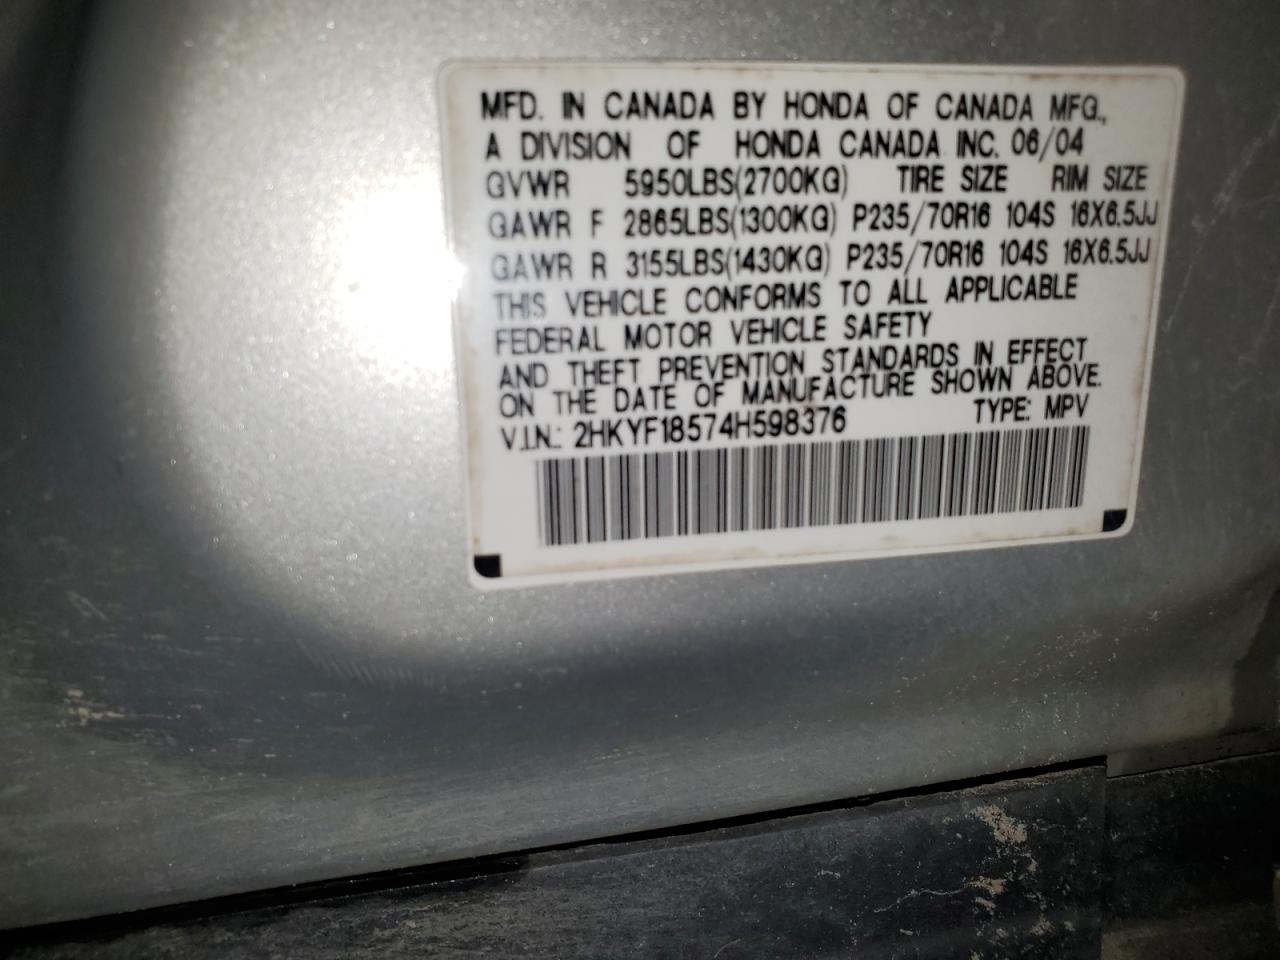 MFD. IN CANADA BY HONDA OF CANADA MFG.,
A DIVISION OF HONDA CANADA INC. 06/04
GVWR 5950LBS(2700KG) TIRE SIZE RIM SIZE
GAWR F 2865LBS(1300KG) P235/70R16 104S 16X6.5JJ
GAWR R 3155LBS(1430KG) P235/70R16 104S 16X6.5JJ
THIS VEHICLE CONFORMS TO ALL APPLICABLE
FEDERAL MOTOR VEHICLE SAFETY
AND THEFT PREVENTION STANDARDS IN EFFECT
ON THE DATE OF MANUFACTURE SHOWN ABOVE.
V.I.N.: 2HKYF18574H598376 TYPE: MPV